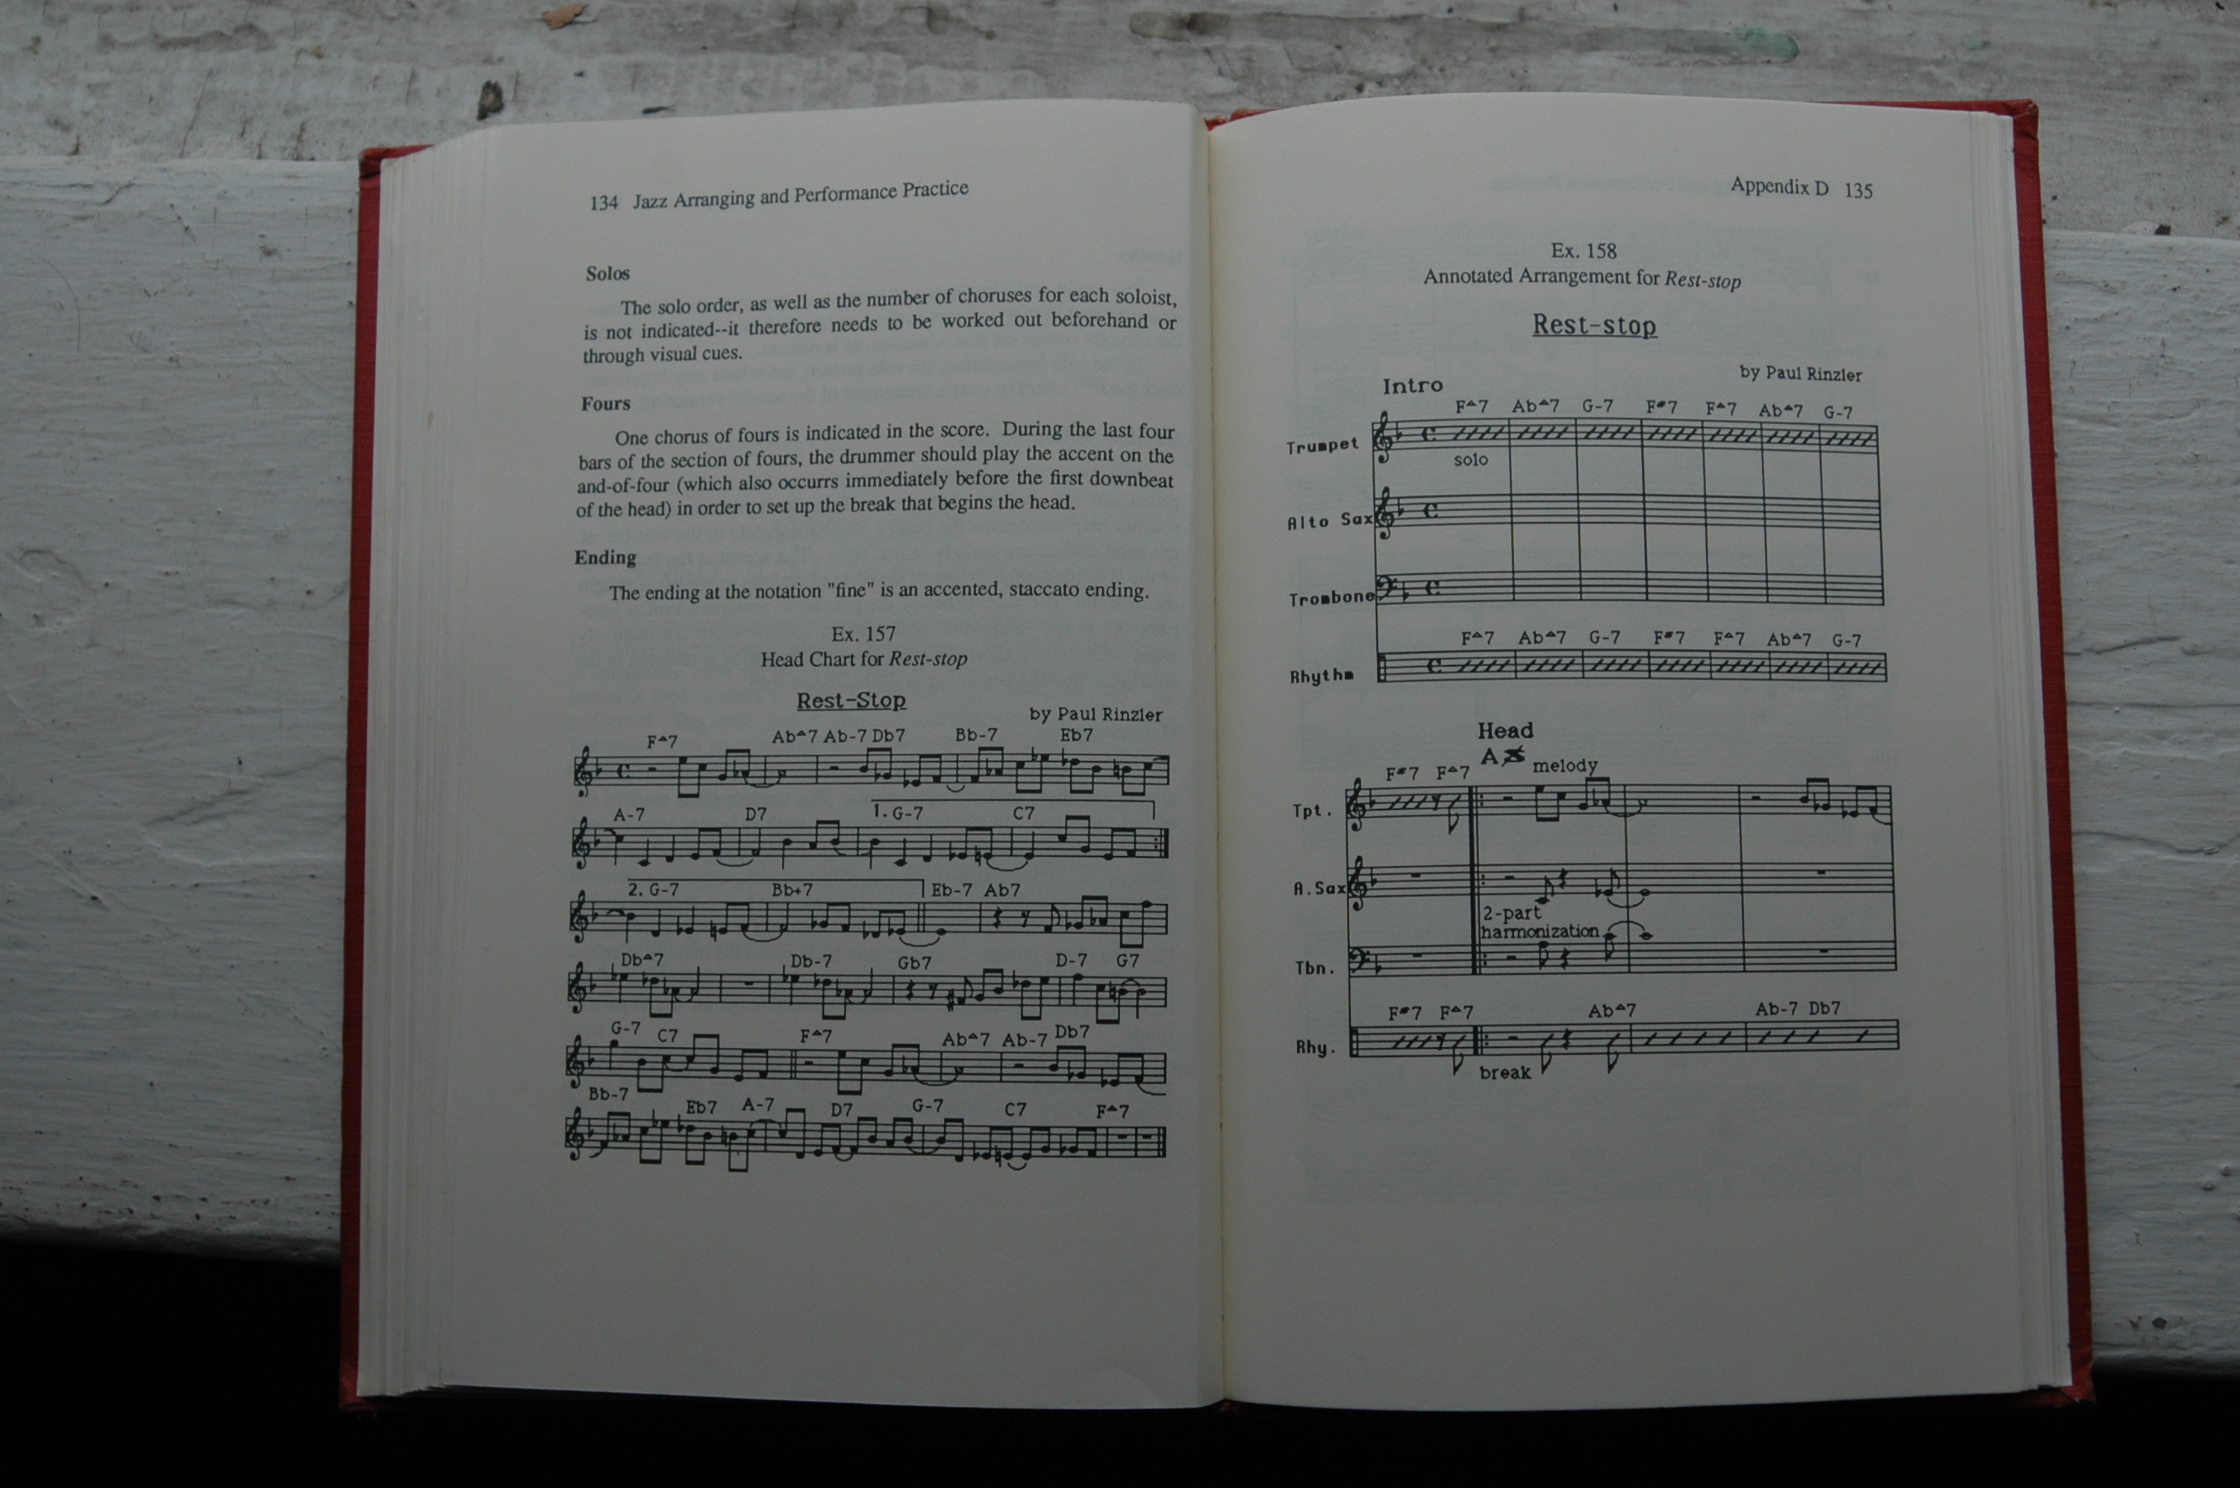 134 Jazz Arranging and Performance Practice
Solos
The solo order, as well as the number of choruses for each soloist,
is not indicated--it therefore needs to be worked out beforehand or
through visual cues.
Fours
One chorus of fours is indicated in the score. During the last four
bars of the section of fours, the drummer should play the accent on the
and-of-four (which also occurrs immediately before the first downbeat
of the head) in order to set up the break that begins the head.
Ending
The ending at the notation "fine" is an accented, staccato ending.
Ex. 157
Head Chart for Rest-stop
Rest-Stop
by Paul Rinzler
F▵7 Ab▵7 Ab-7 Db7 Bb-7 Eb7
A-7 D7 1. G-7 C7
2. G-7 Bb+7 Eb-7 Ab7
Db▵7 Db-7 Gb7 D-7 G7
G-7 C7 F▵7 Ab▵7 Ab-7 Db7
Bb-7 Eb7 A-7 D7 G-7 C7 F▵7
Appendix D 135
Ex. 158
Annotated Arrangement for Rest-stop
Rest-stop
by Paul Rinzler
Intro
F▵7 Ab▵7 G-7 F#7 F▵7 Ab▵7 G-7
Trumpet
solo
Alto Sax
Trombone
F▵7 Ab▵7 G-7 F#7 F▵7 Ab▵7 G-7
Rhythm
Head
A
F#7 F▵7 melody
Tpt.
A.Sax
2-part
harmonization
Tbn.
F#7 F▵7 Ab▵7 Ab-7 Db7
Rhy.
break